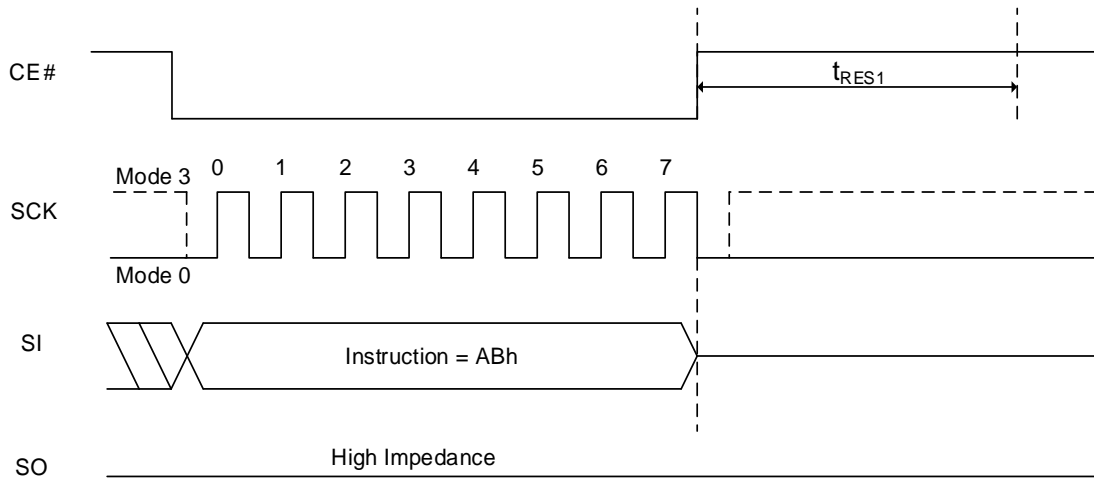 CE#
tRES1
Mode 3
0 1 2 3 4 5 6 7
SCK
Mode 0
SI
Instruction = ABh
SO
High Impedance